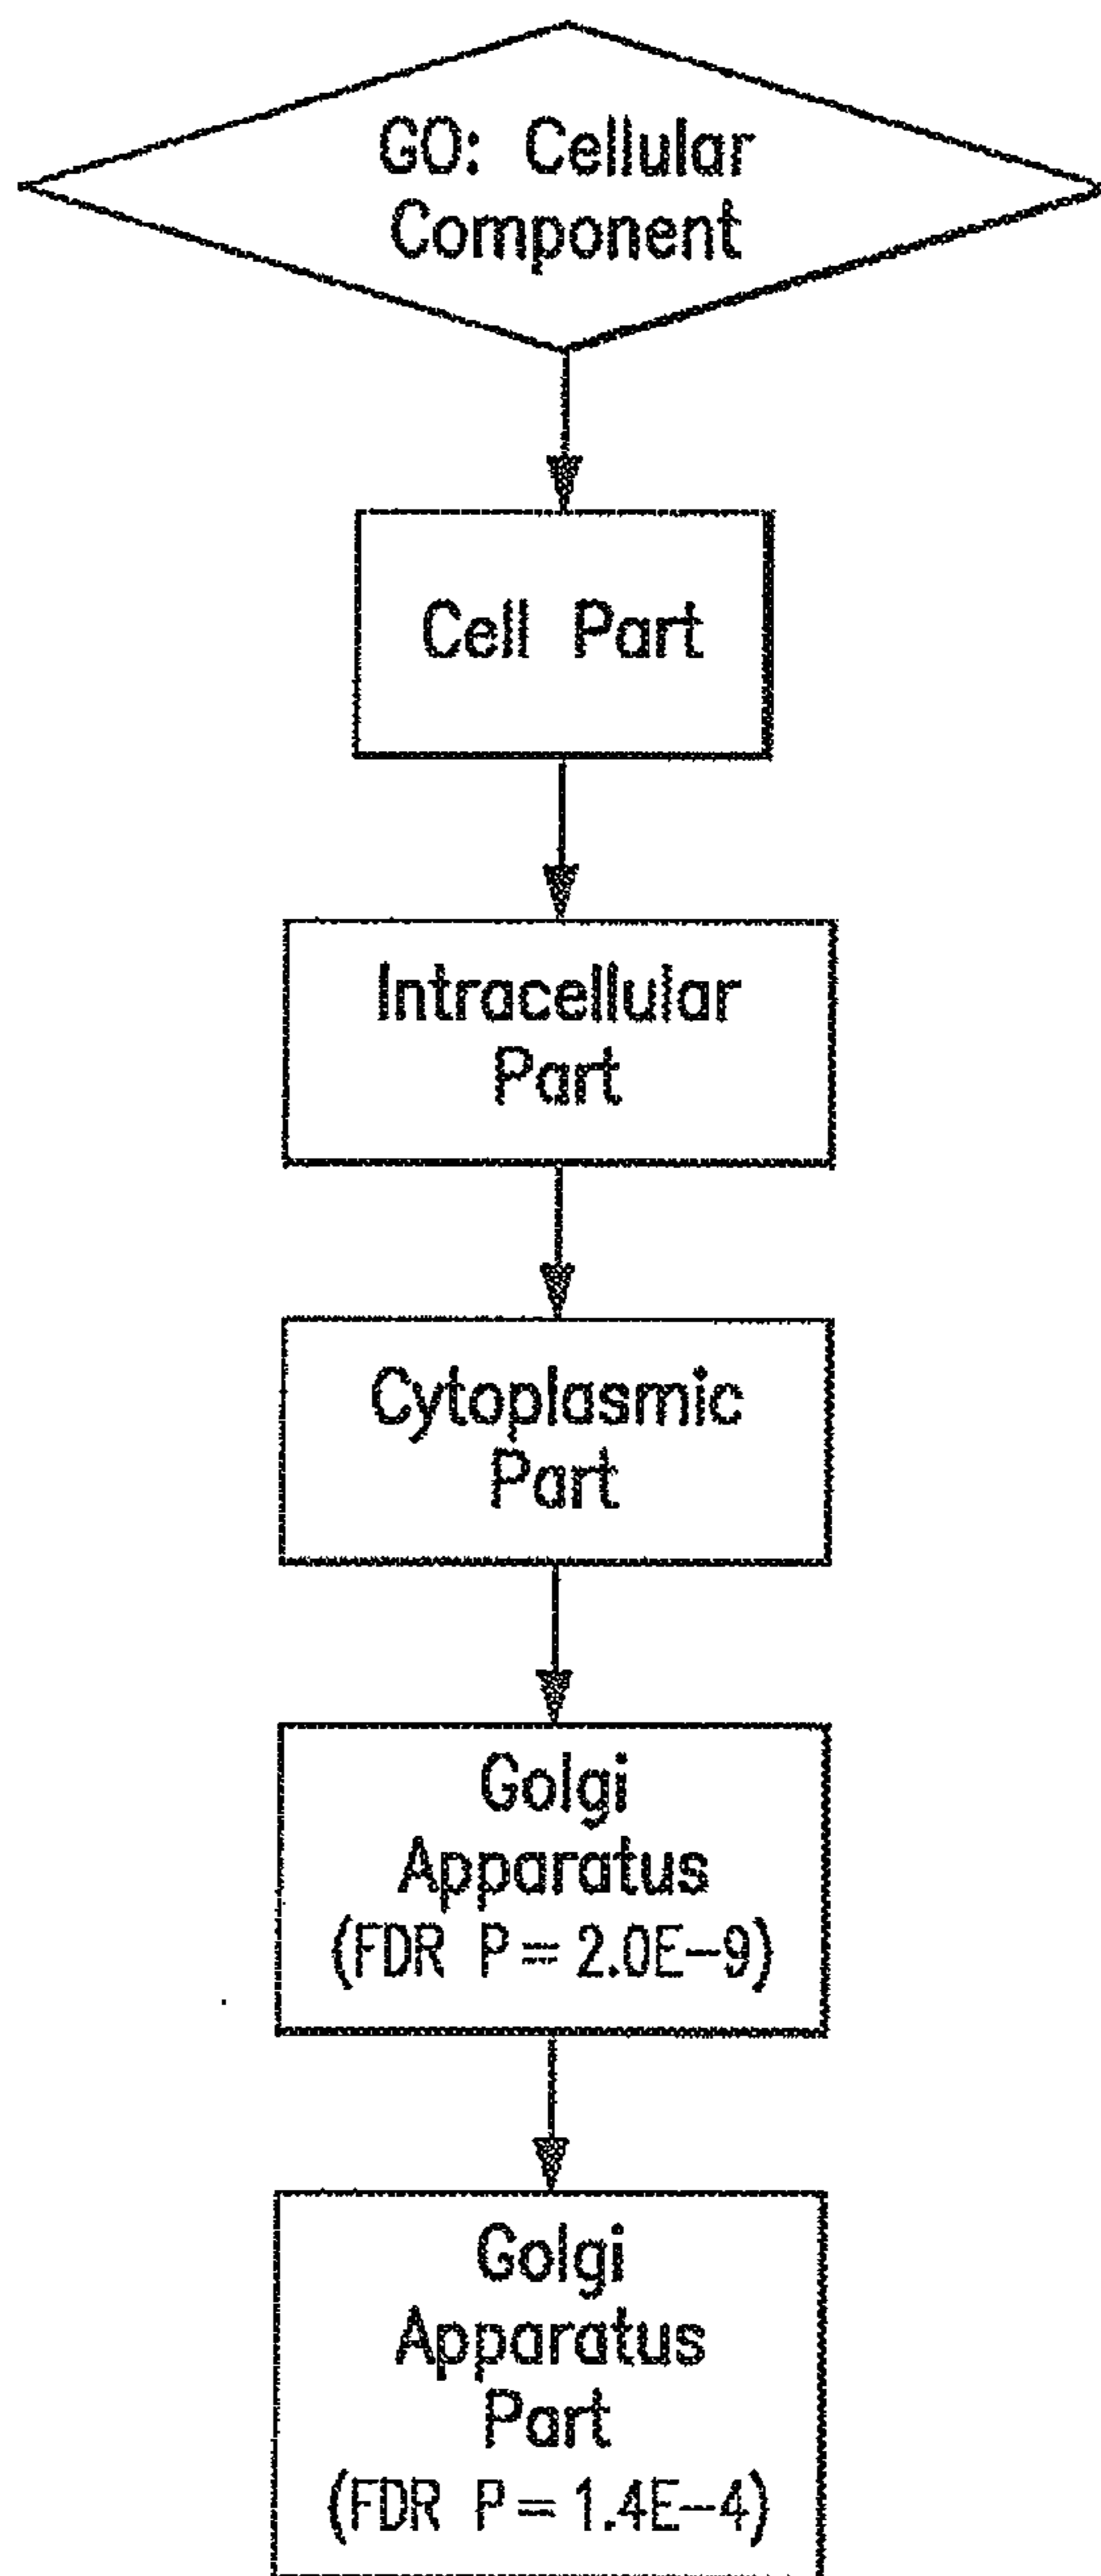 GO: Cellular
Component
Cell Part
Intracellular
Part
Cytoplasmic
Part
Golgi
Apparatus
(FDR P=2.0E-9)
Golgi
Apparatus
Part
(FDR P=1.4E-4)